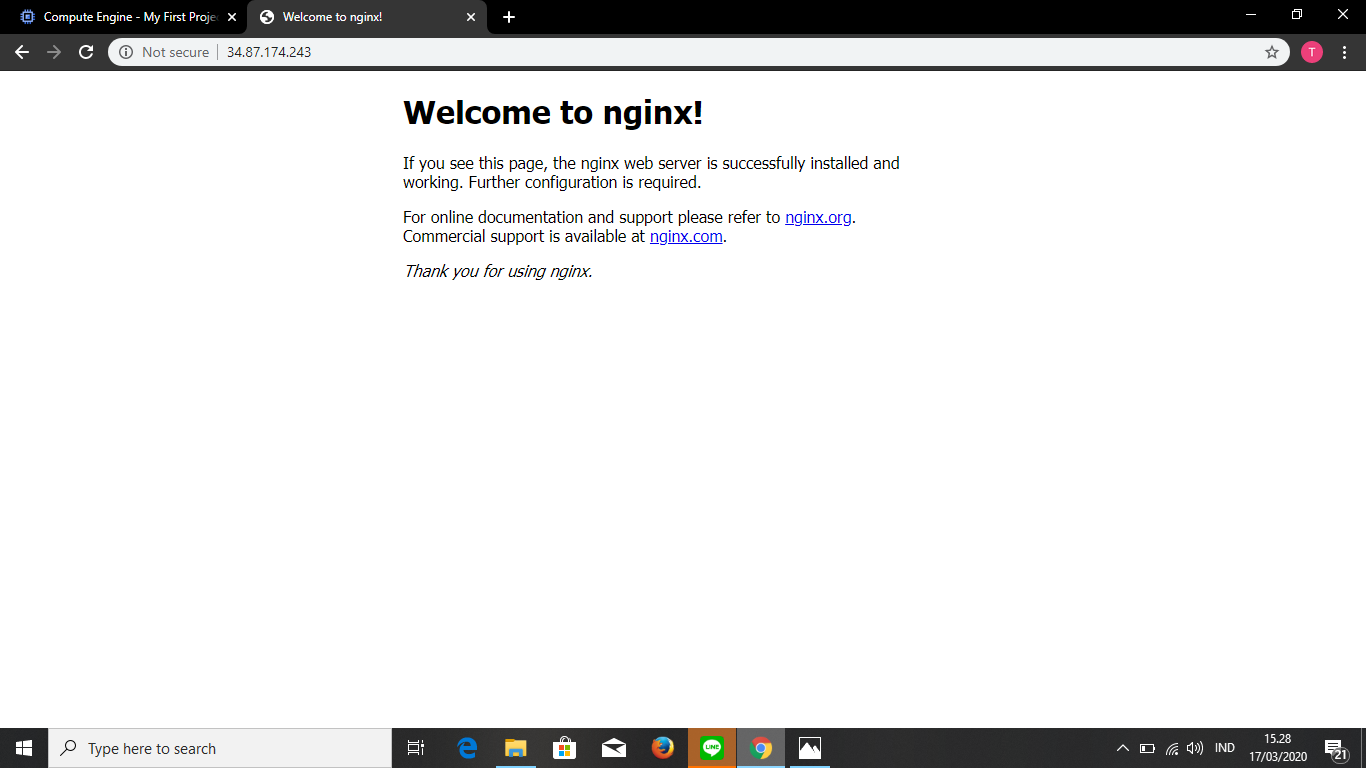 Compute Engine - My First Proje
Welcome to nginx!
Not secure
34.87.174.243
T
Welcome to nginx!
If you see this page, the nginx web server is successfully installed and
working. Further configuration is required.
For online documentation and support please refer to nginx.org.
Commercial support is available at nginx.com.
Thank you for using nginx.
Type here to search
LINE
IND
15.28
17/03/2020
21